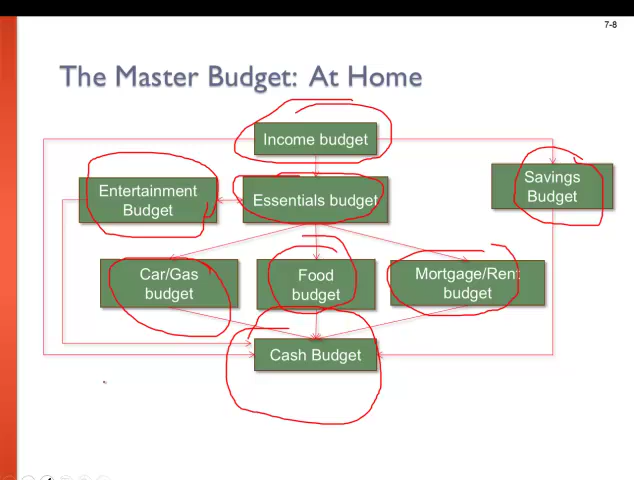 7-8
The Master Budget: At Home
Income budget
Entertainment
Budget
Essentials budget
Savings
Budget
Car/Gas
budget
Food
budget
Mortgage/Rent
budget
Cash Budget